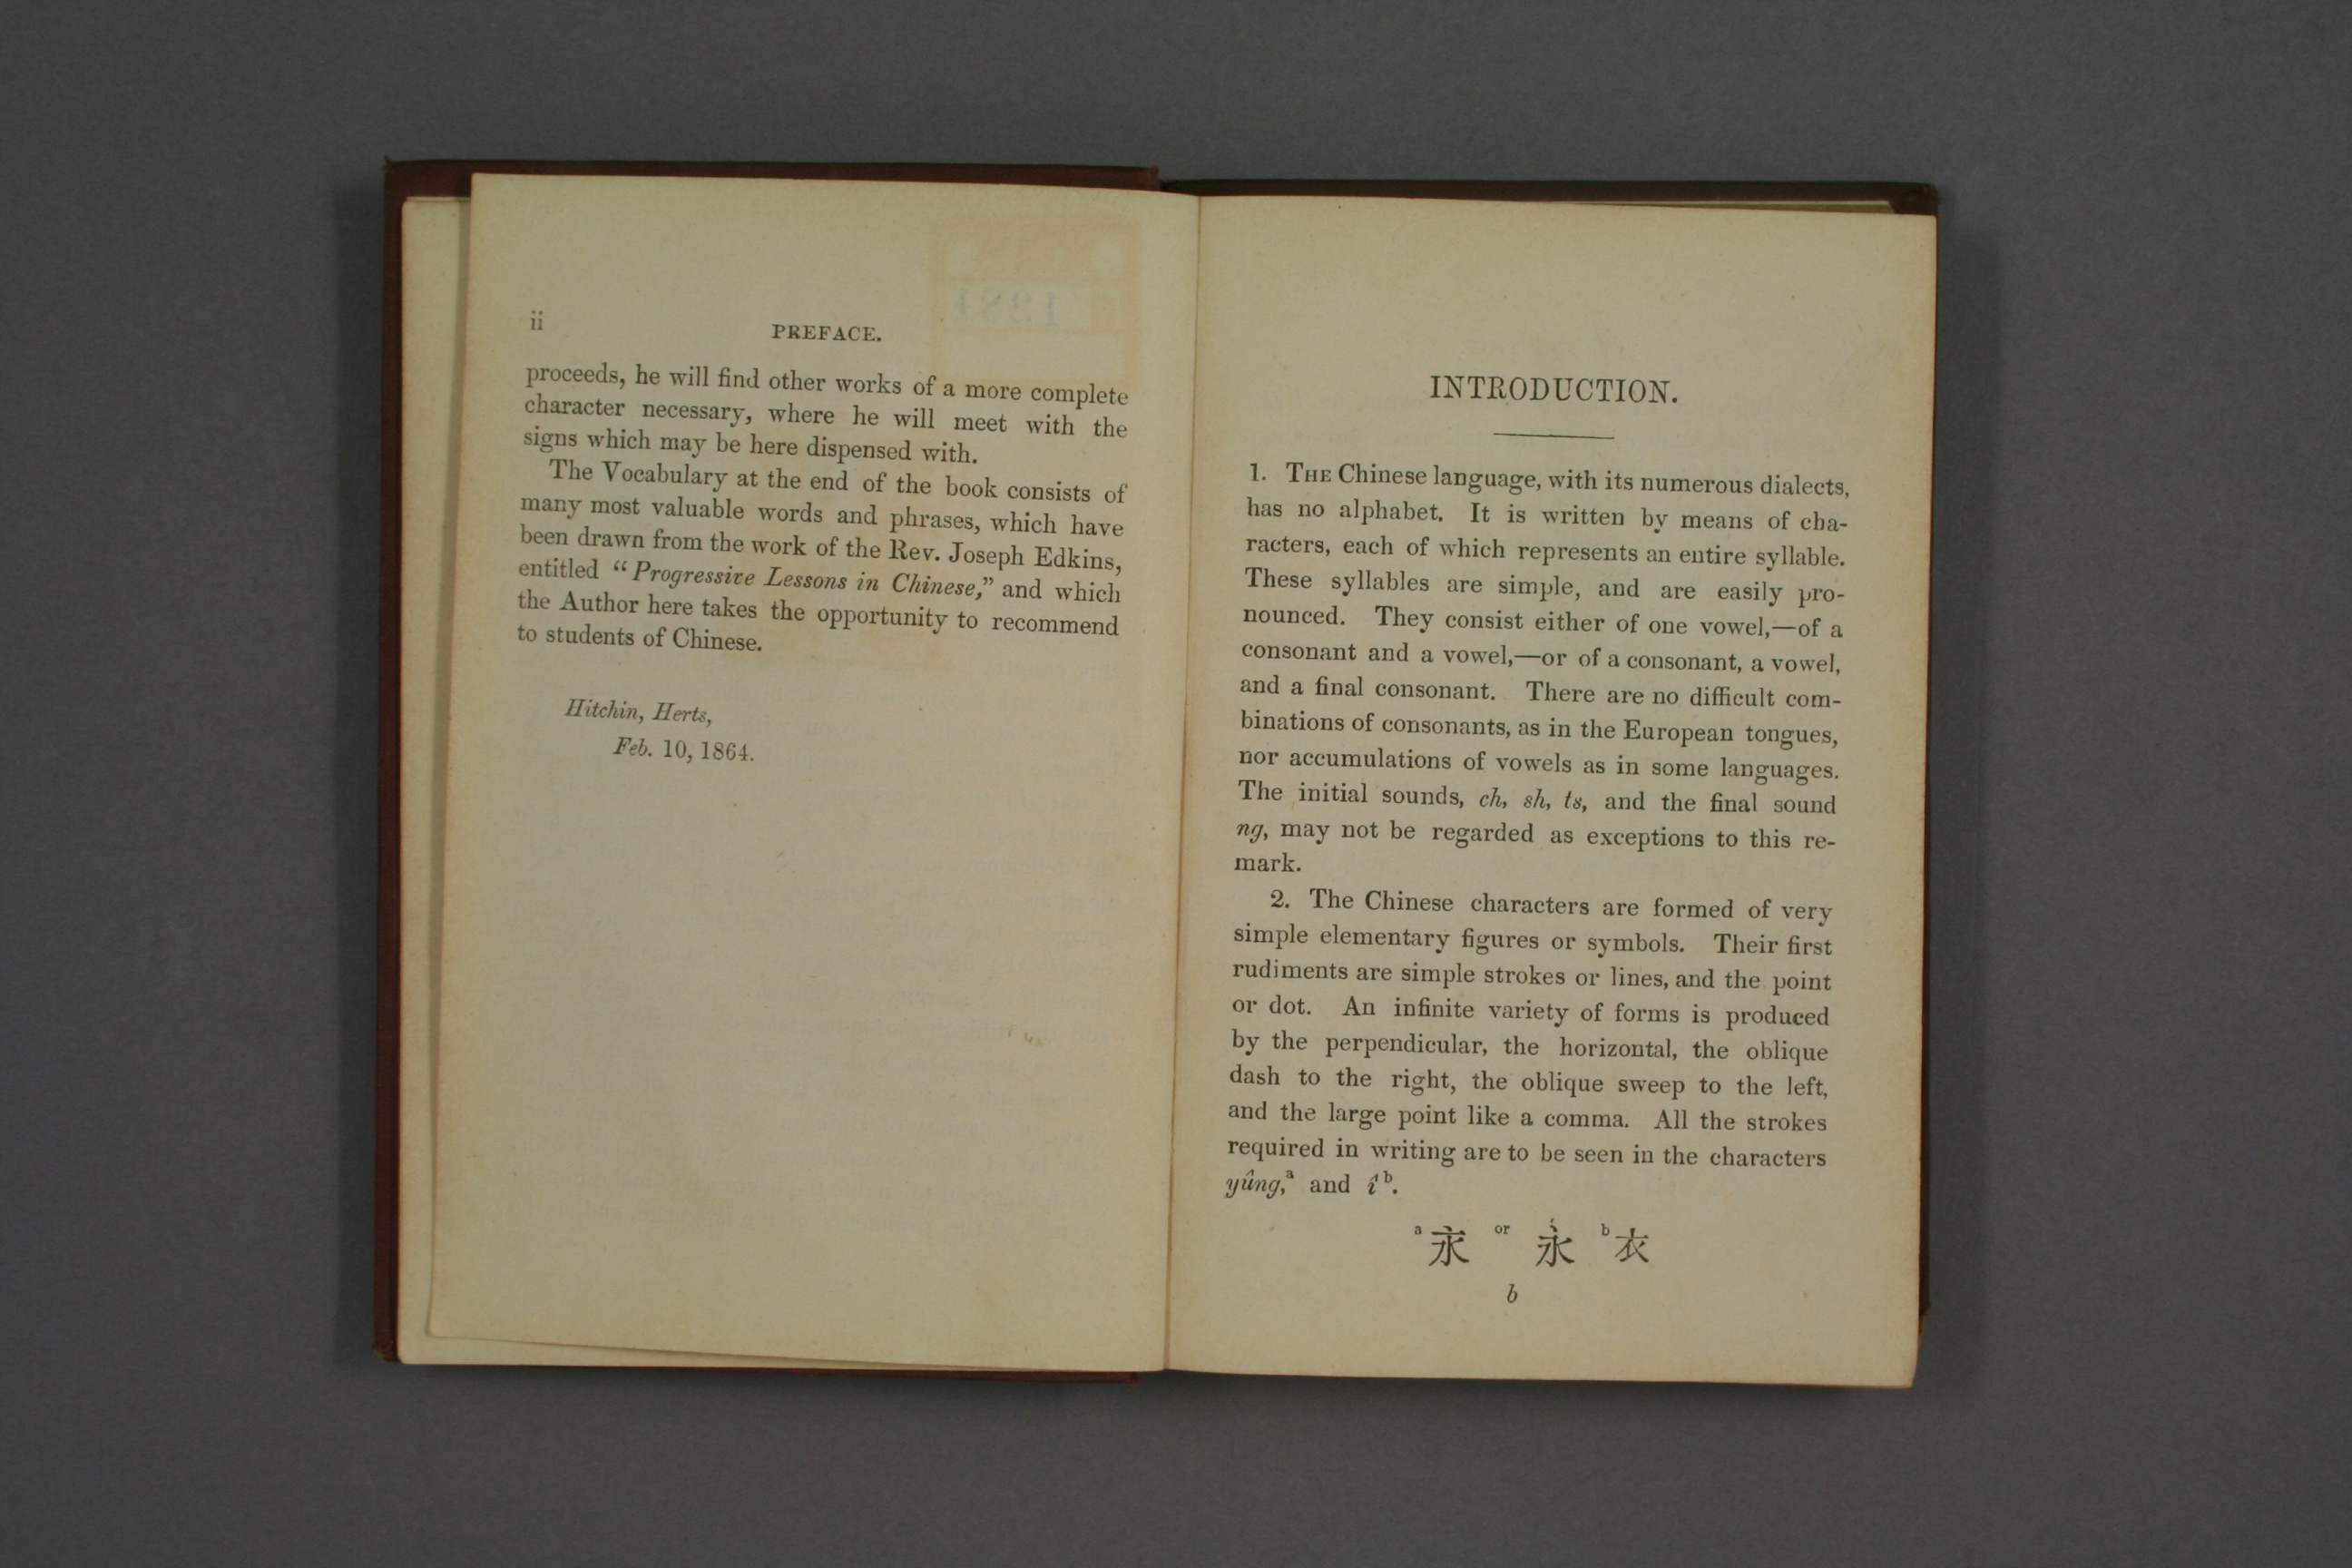 ii
PREFACE.
proceeds, he will find other works of a more complete
character necessary, where he will meet with the
signs which may be here dispensed with.
The Vocabulary at the end of the book consists of
many most valuable words and phrases, which have
been drawn from the work of the Rev. Joseph Edkins,
entitled “Progressive Lessons in Chinese,” and which
the Author here takes the opportunity to recommend
to students of Chinese.
Hitchin, Herts,
Feb. 10, 1864.
INTRODUCTION.
1. THE Chinese language, with its numerous dialects,
has no alphabet. It is written by means of cha-
racters, each of which represents an entire syllable.
These syllables are simple, and are easily pro-
nounced. They consist either of one vowel,—of a
consonant and a vowel,—or of a consonant, a vowel,
and a final consonant. There are no difficult com-
binations of consonants, as in the European tongues,
nor accumulations of vowels as in some languages.
The initial sounds, ch, sh, ts, and the final sound
ng, may not be regarded as exceptions to this re-
mark.
2. The Chinese characters are formed of very
simple elementary figures or symbols. Their first
rudiments are simple strokes or lines, and the point
or dot. An infinite variety of forms is produced
by the perpendicular, the horizontal, the oblique
dash to the right, the oblique sweep to the left,
and the large point like a comma. All the strokes
required in writing are to be seen in the characters
yûng,ᵃ and îᵇ.
ᵃ 永 or 永 ᵇ 衣
b